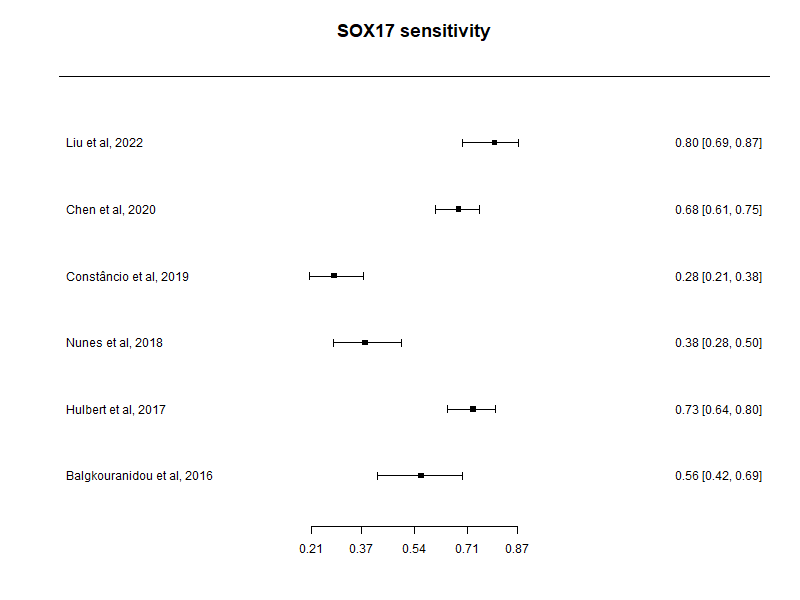 SOX17 sensitivity
Liu et al, 2022 0.80 [0.69, 0.87]
Chen et al, 2020 0.68 [0.61, 0.75]
Constâncio et al, 2019 0.28 [0.21, 0.38]
Nunes et al, 2018 0.38 [0.28, 0.50]
Hulbert et al, 2017 0.73 [0.64, 0.80]
Balgkouranidou et al, 2016 0.56 [0.42, 0.69]
0.21 0.37 0.54 0.71 0.87